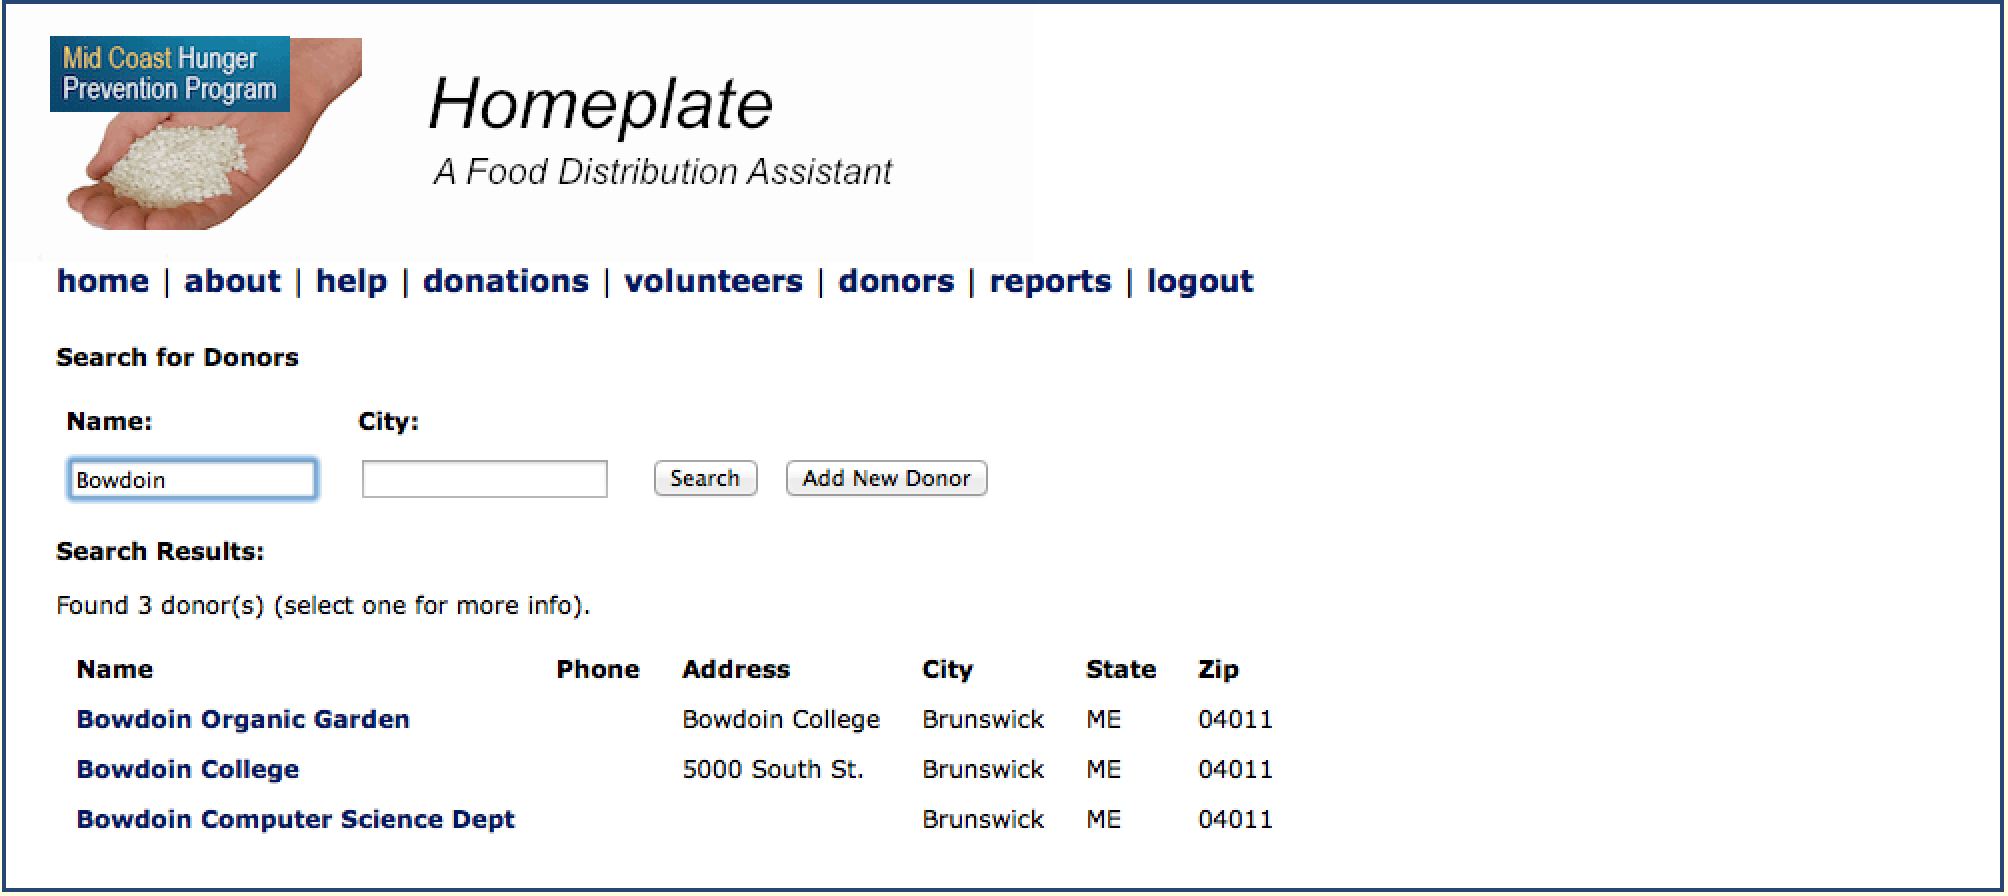 Mid Coast Hunger
Prevention Program
Homeplate
A Food Distribution Assistant
home | about | help | donations | volunteers | donors | reports | logout
Search for Donors
Name: City:
Bowdoin Search Add New Donor
Search Results:
Found 3 donor(s) (select one for more info).
Name Phone Address City State Zip
Bowdoin Organic Garden Bowdoin College Brunswick ME 04011
Bowdoin College 5000 South St. Brunswick ME 04011
Bowdoin Computer Science Dept Brunswick ME 04011